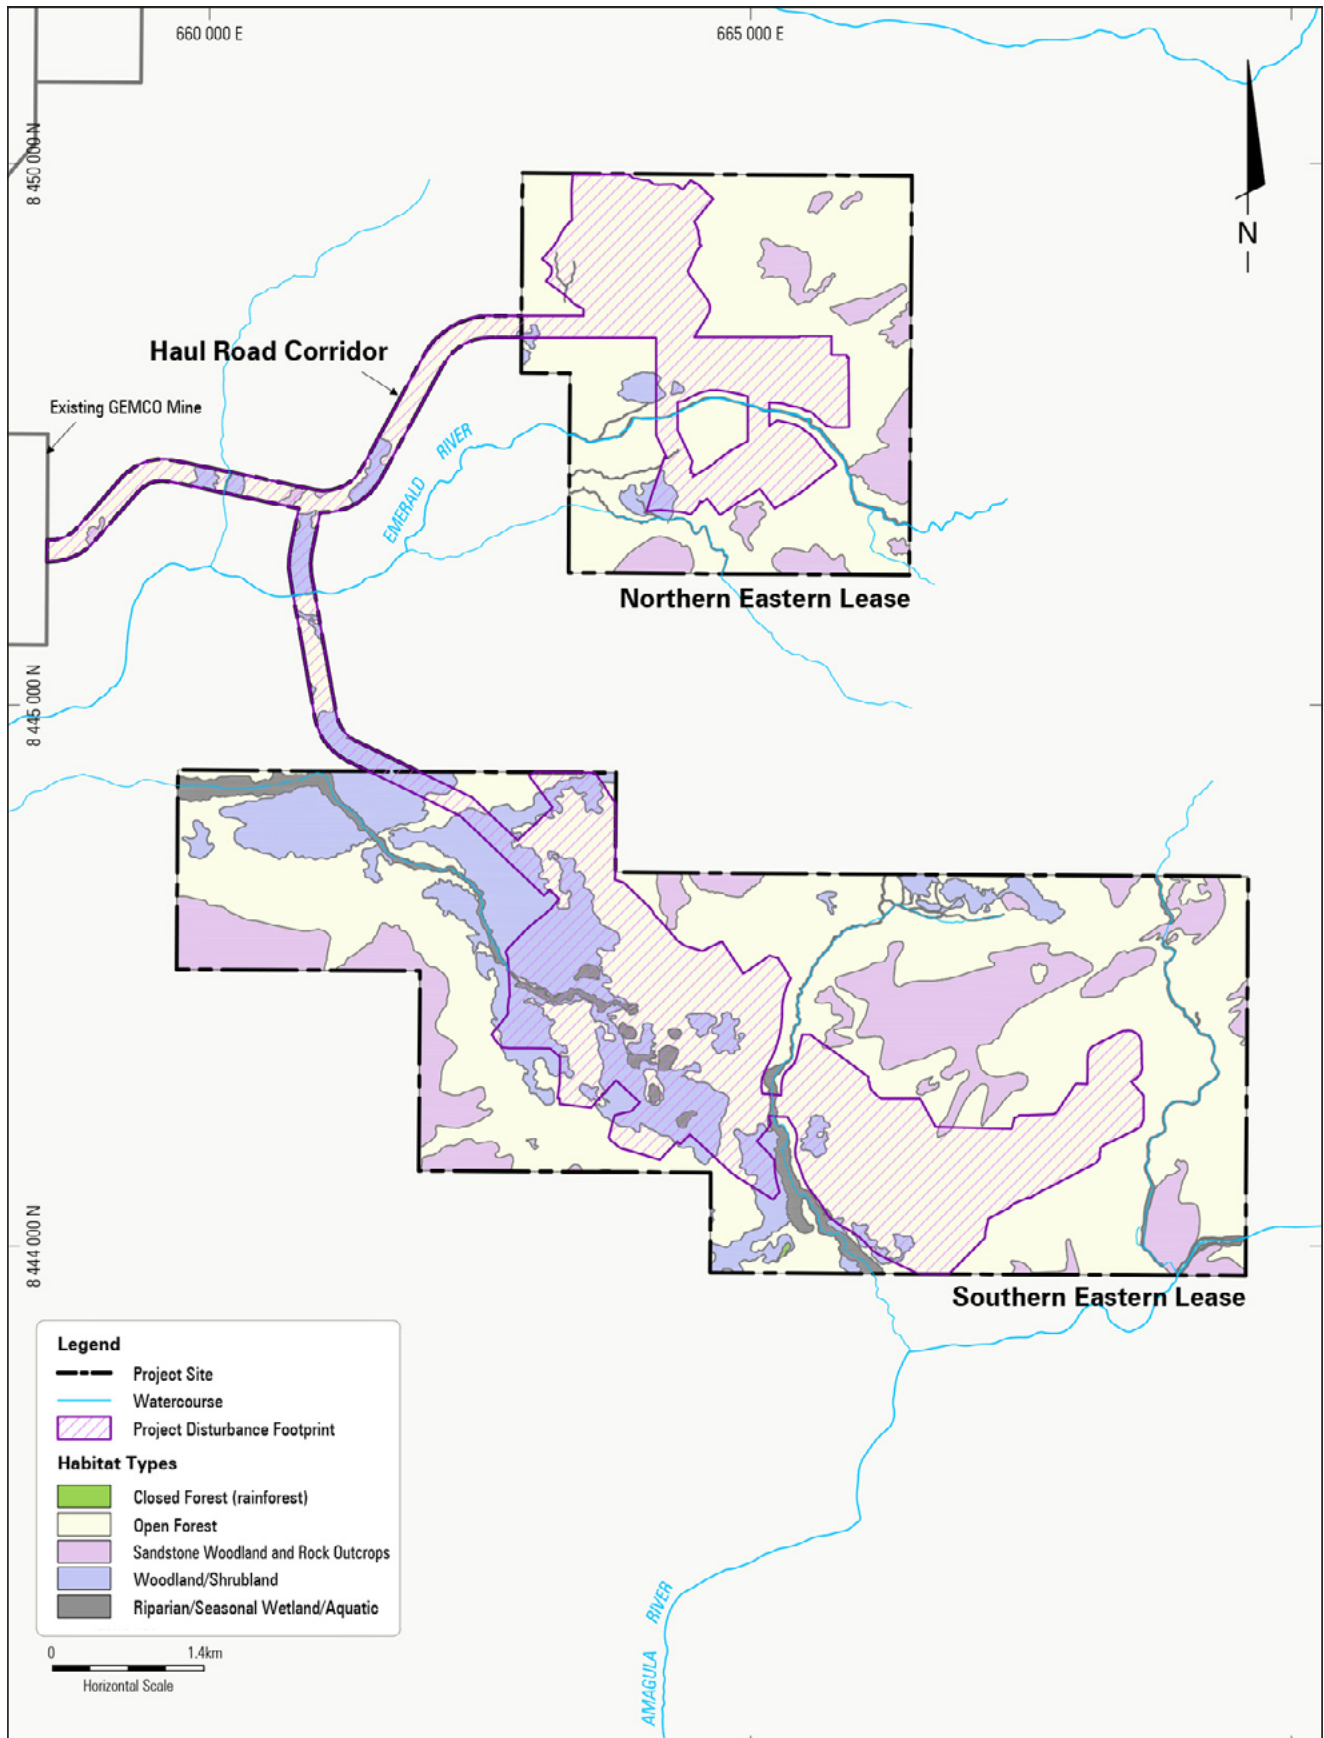 660 000 E
665 000 E
8 450 000 N
N
Haul Road Corridor
Existing GEMCO Mine
EMERALD RIVER
Northern Eastern Lease
8 445 000 N
8 44 000 N
Southern Eastern Lease
Legend
Project Site
Watercourse
Project Disturbance Footprint
Habitat Types
Closed Forest (rainforest)
Open Forest
Sandstone Woodland and Rock Outcrops
Woodland/Shrubland
Riparian/Seasonal Wetland/Aquatic
0 1.4km
Horizontal Scale
AMAGULA RIVER